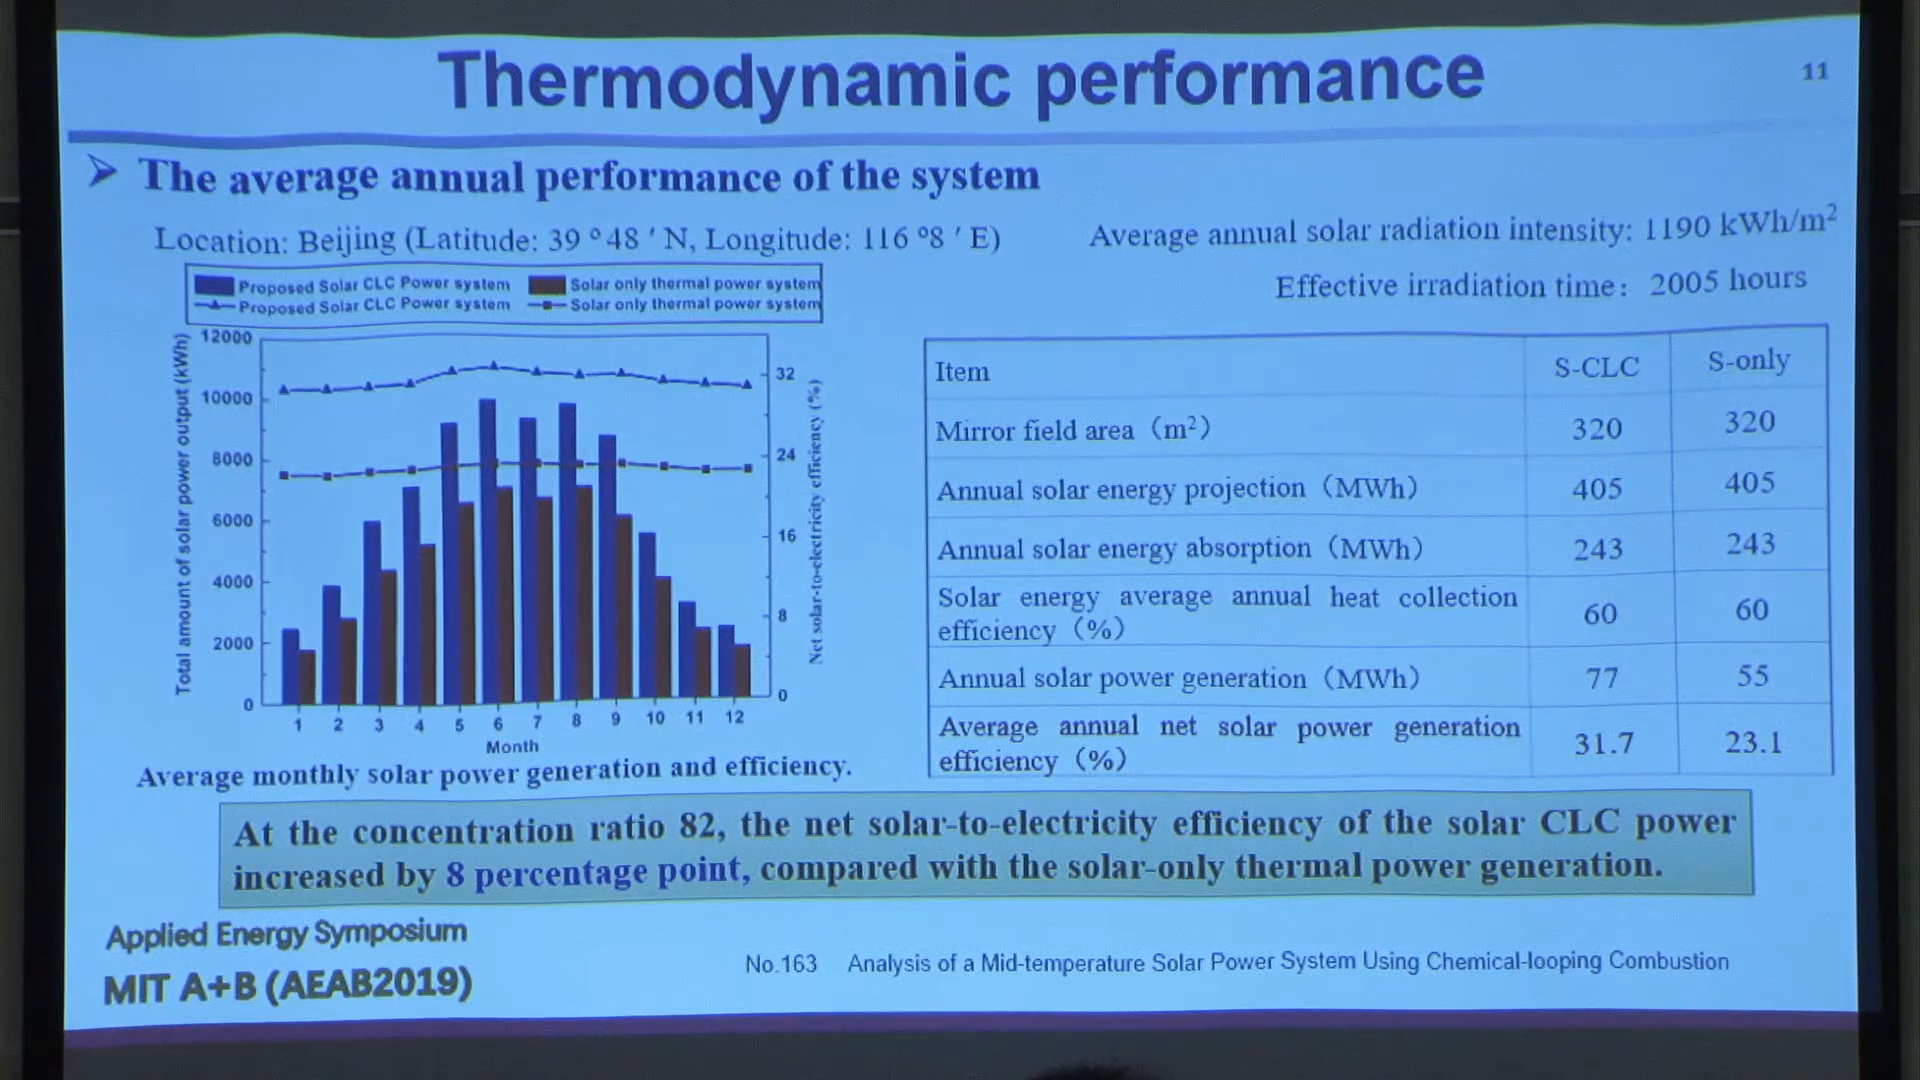 Thermodynamic performance
11
➢ The average annual performance of the system
Location: Beijing (Latitude: 39 °48 ′ N, Longitude: 116 °8 ′ E)
Average annual solar radiation intensity: 1190 kWh/m²
Effective irradiation time: 2005 hours
Proposed Solar CLC Power system
Solar only thermal power system
Proposed Solar CLC Power system
Solar only thermal power system
Total amount of solar power output (kWh)
12000
10000
8000
6000
4000
2000
0
32
24
16
8
0
Net solar-to-electricity efficiency (%)
1 2 3 4 5 6 7 8 9 10 11 12
Month
Average monthly solar power generation and efficiency.
Item S-CLC S-only
Mirror field area (m²) 320 320
Annual solar energy projection (MWh) 405 405
Annual solar energy absorption (MWh) 243 243
Solar energy average annual heat collection
efficiency (%) 60 60
Annual solar power generation (MWh) 77 55
Average annual net solar power generation
efficiency (%) 31.7 23.1
At the concentration ratio 82, the net solar-to-electricity efficiency of the solar CLC power
increased by 8 percentage point, compared with the solar-only thermal power generation.
Applied Energy Symposium
MIT A+B (AEAB2019)
No.163 Analysis of a Mid-temperature Solar Power System Using Chemical-looping Combustion